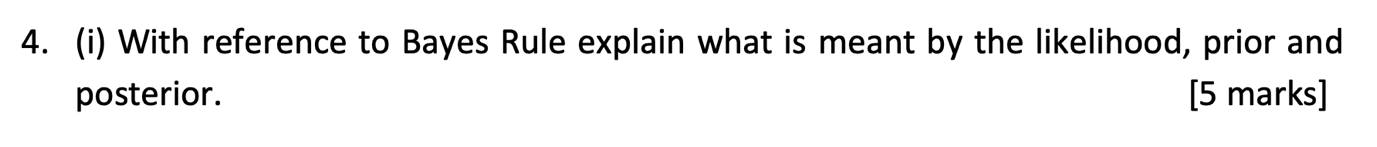 4. (i) With reference to Bayes Rule explain what is meant by the likelihood, prior and
posterior. [5 marks]